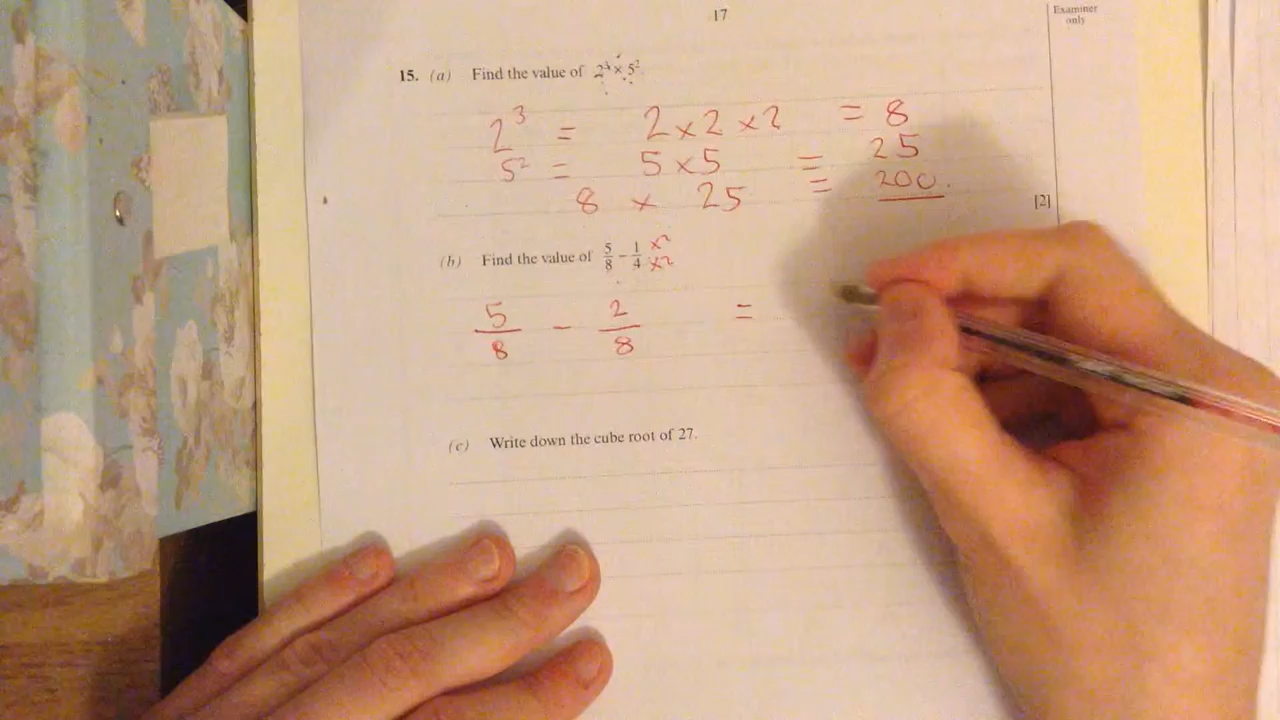 17
Examiner only
15. (a) Find the value of 2³ × 5².
2³ = 2 × 2 × 2 = 8
5² = 5 × 5 = 25
8 × 25 = 200.
[2]
(b) Find the value of 5/8 − 1/4 ×2 ×2
5/8 − 2/8 =
(c) Write down the cube root of 27.